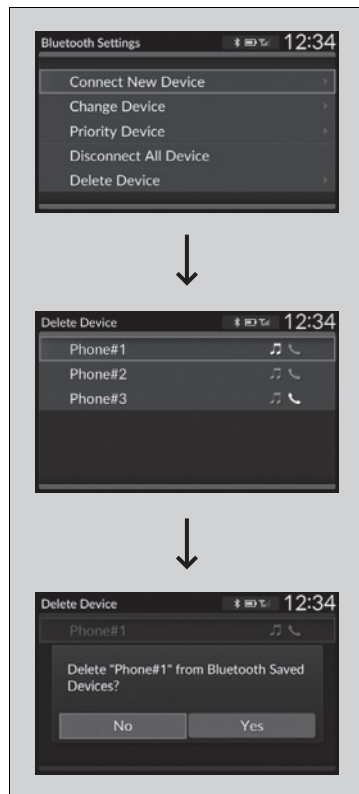 Bluetooth Settings 12:34
Connect New Device
Change Device
Priority Device
Disconnect All Device
Delete Device
Delete Device 12:34
Phone#1
Phone#2
Phone#3
Delete Device 12:34
Phone#1
Delete "Phone#1" from Bluetooth Saved
Devices?
No Yes